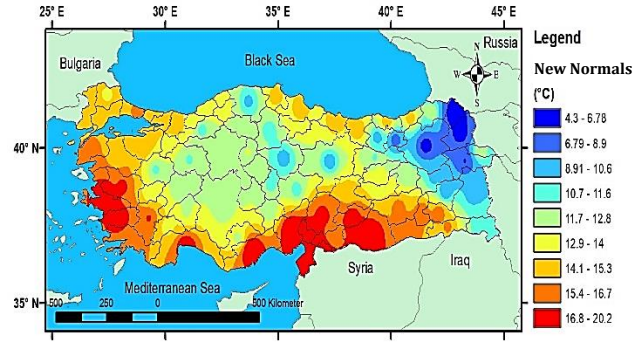 25° E
30° E
35° E
40° E
45° E
Bulgaria
Black Sea
Russia
N
W
E
S
40° N
35° N
Mediterranean Sea
Syria
Iraq
500
250
0
500 Kilometer
Legend
New Normals
(°C)
4.3 - 6.78
6.79 - 8.9
8.91 - 10.6
10.7 - 11.6
11.7 - 12.8
12.9 - 14
14.1 - 15.3
15.4 - 16.7
16.8 - 20.2